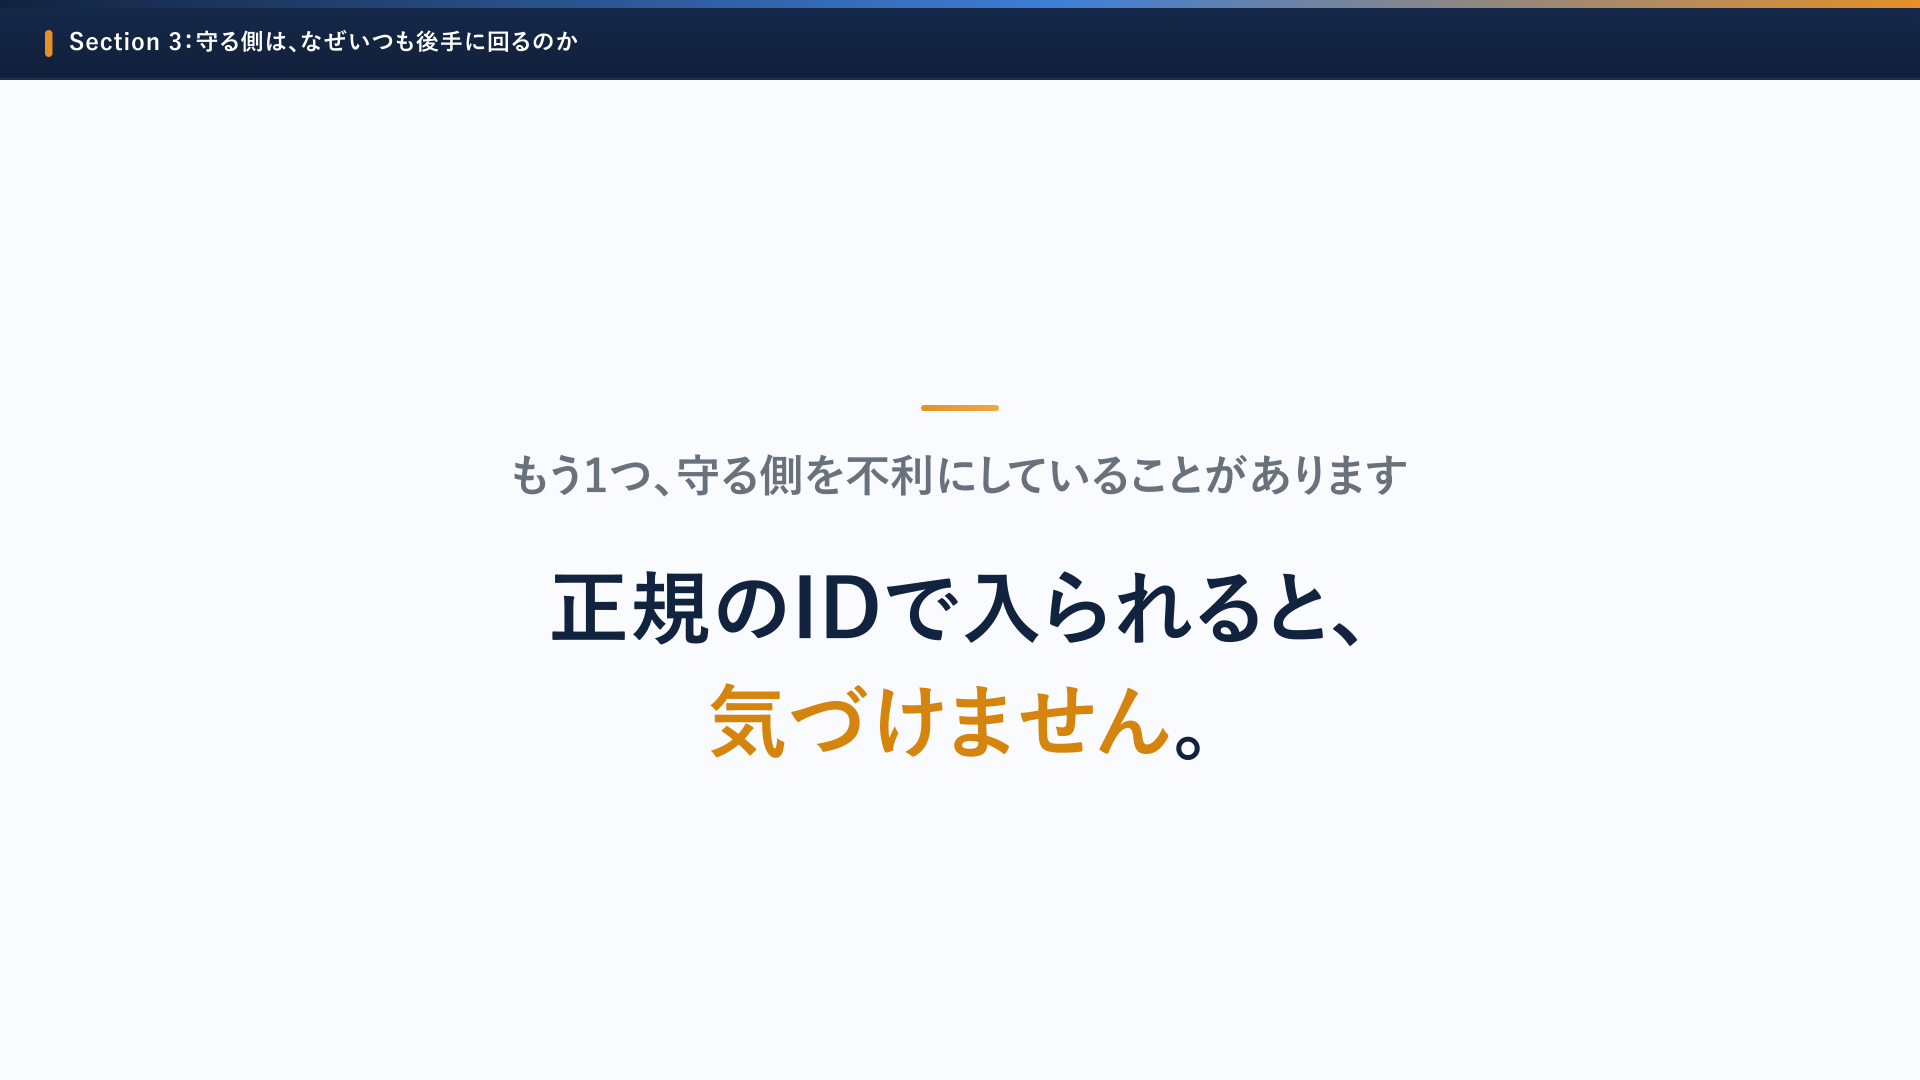 Section 3：守る側は、なぜいつも後手に回るのか
もう1つ、守る側を不利にしていることがあります
正規のIDで入られると、
気づけません。